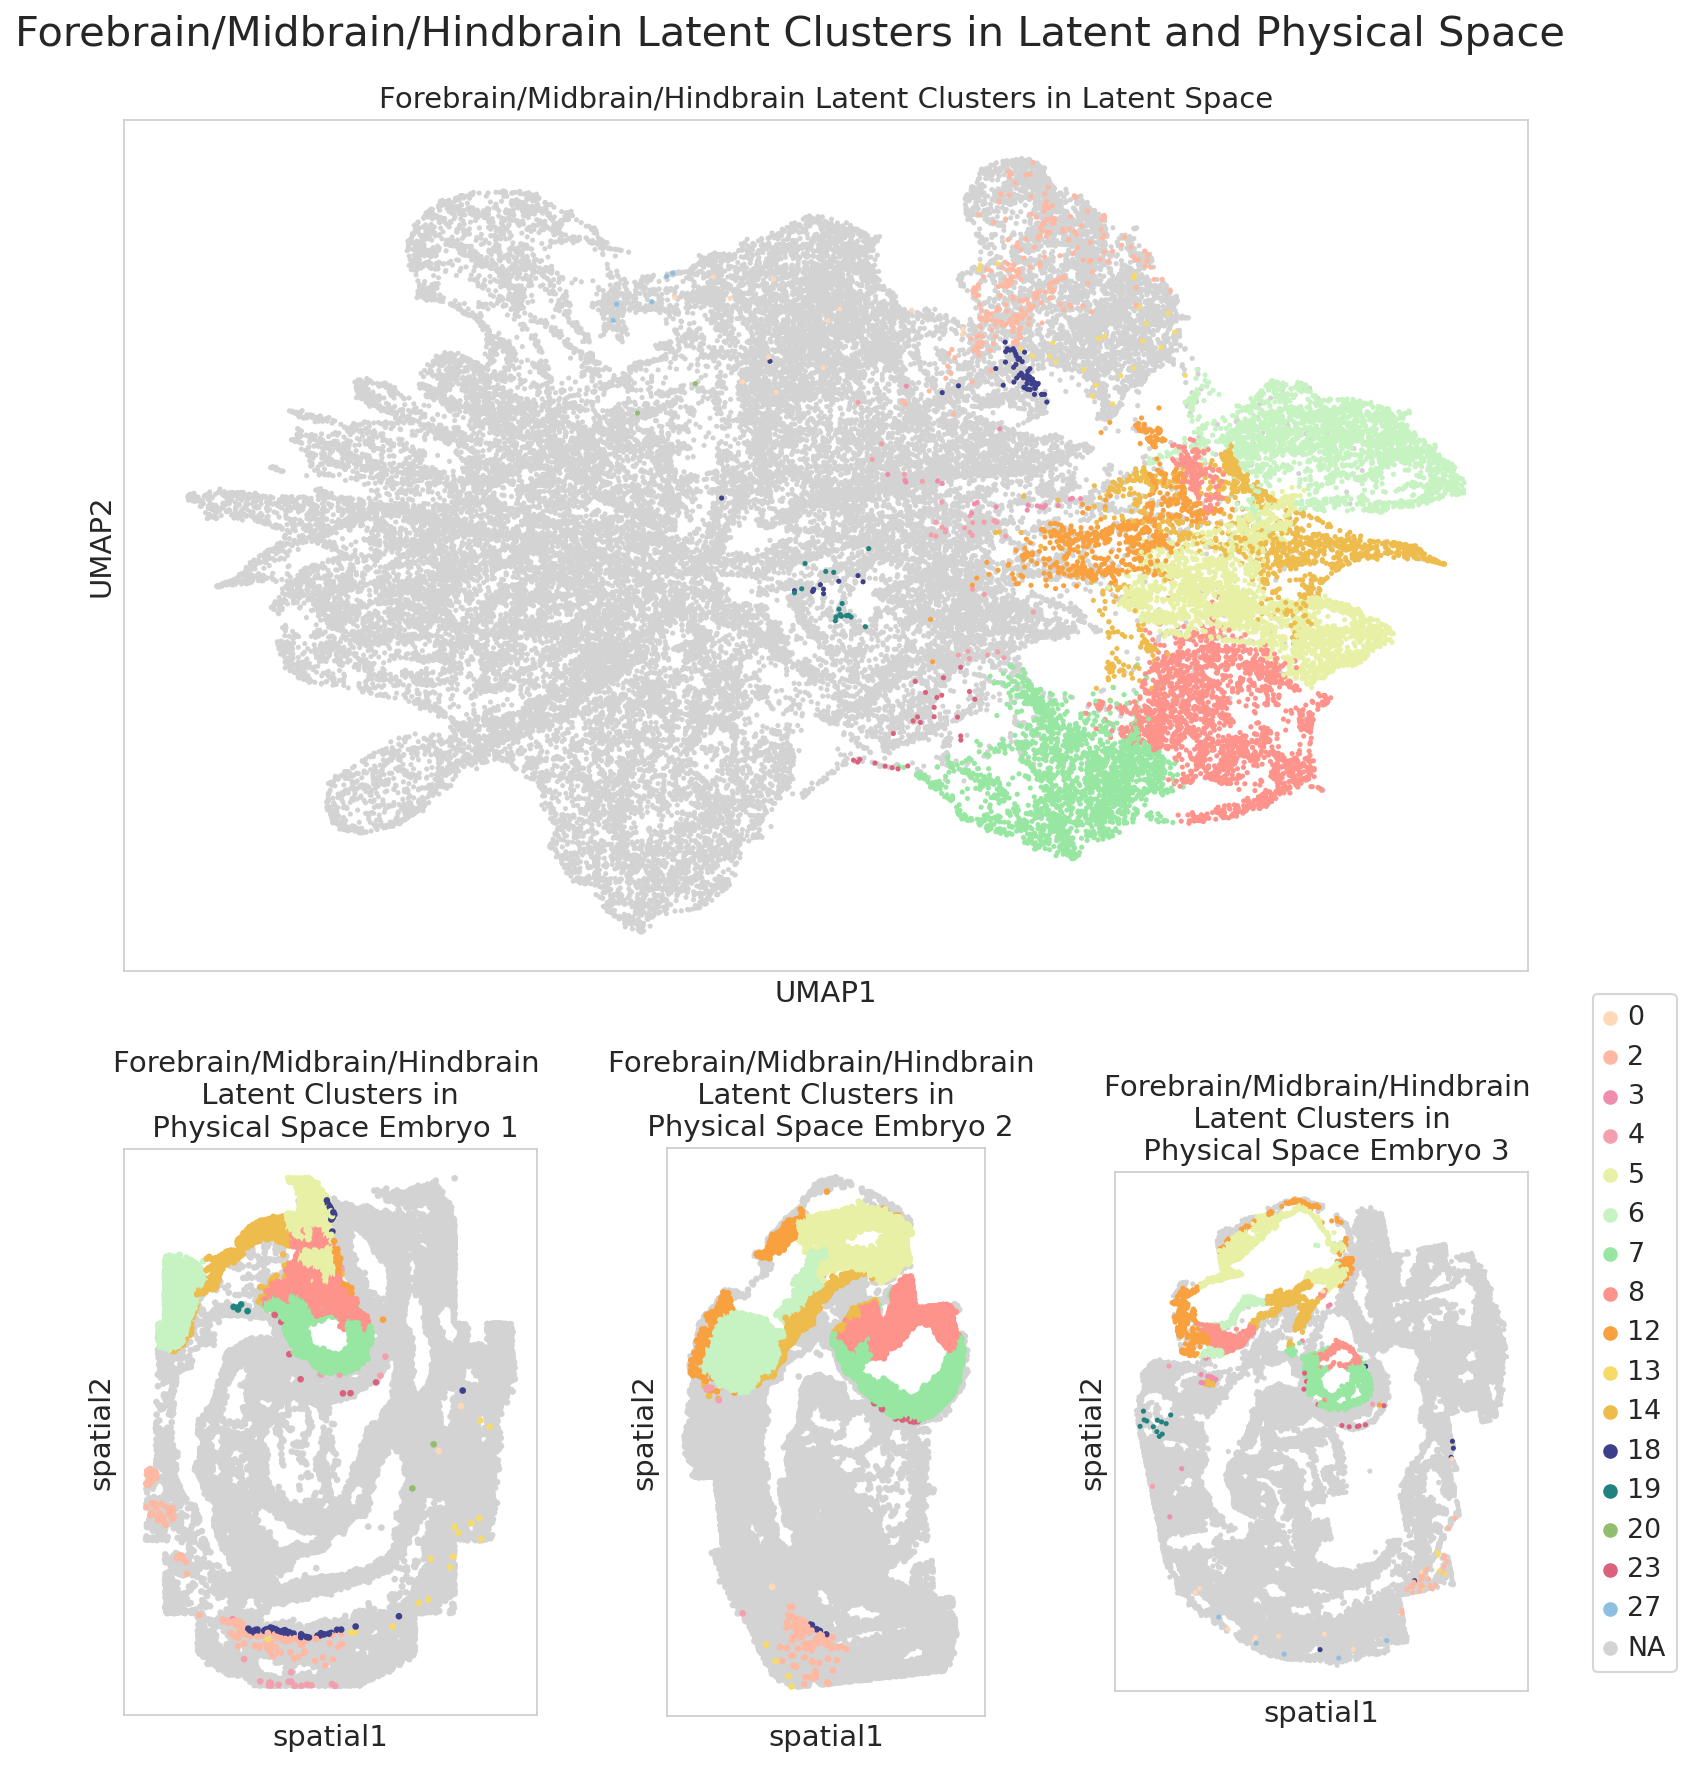 Forebrain/Midbrain/Hindbrain Latent Clusters in Latent and Physical Space
Forebrain/Midbrain/Hindbrain Latent Clusters in Latent Space
UMAP2
UMAP1
Forebrain/Midbrain/Hindbrain
Latent Clusters in
Physical Space Embryo 1
spatial2
spatial1
Forebrain/Midbrain/Hindbrain
Latent Clusters in
Physical Space Embryo 2
spatial2
spatial1
Forebrain/Midbrain/Hindbrain
Latent Clusters in
Physical Space Embryo 3
spatial2
spatial1
0
2
3
4
5
6
7
8
12
13
14
18
19
20
23
27
NA